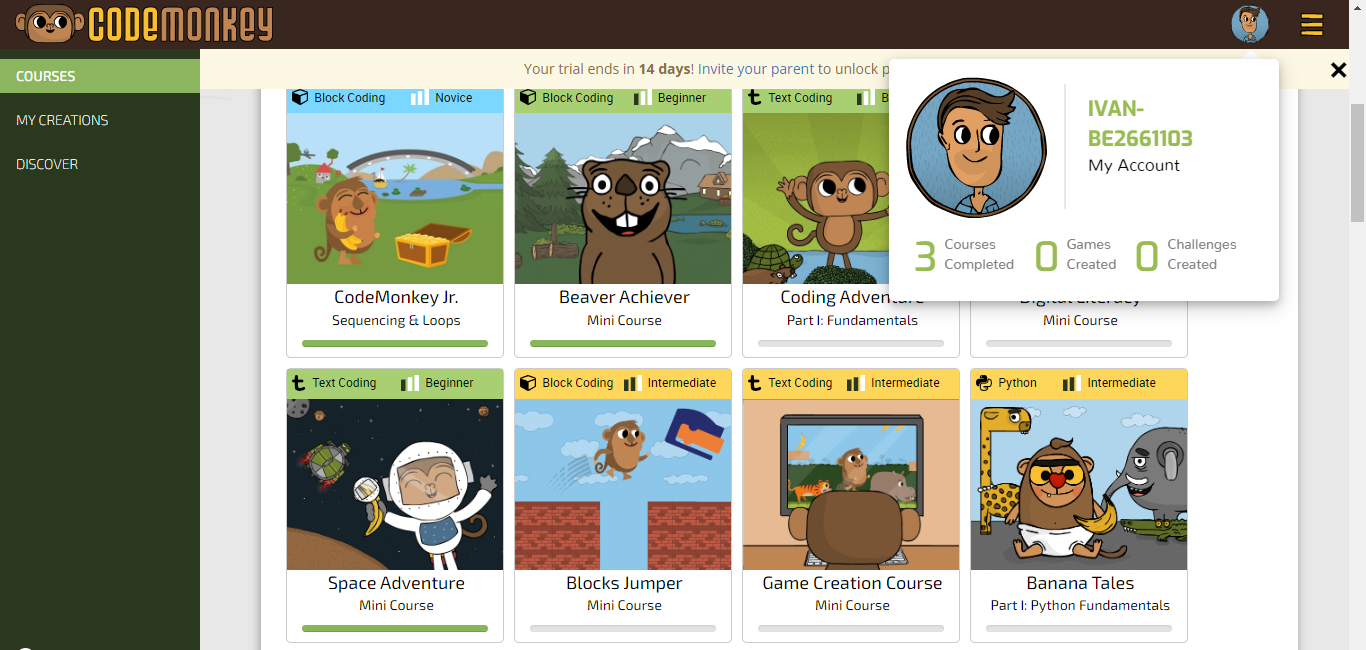 CODEMONKEY
COURSES
MY CREATIONS
DISCOVER
Your trial ends in 14 days! Invite your parent to unlock p
IVAN-
BE2661103
My Account
3 Courses Completed
0 Games Created
0 Challenges Created
Block Coding Novice
CodeMonkey Jr.
Sequencing & Loops
Block Coding Beginner
Beaver Achiever
Mini Course
Text Coding B
Coding Adventure
Part I: Fundamentals
Digital Literacy
Mini Course
Text Coding Beginner
Space Adventure
Mini Course
Block Coding Intermediate
Blocks Jumper
Mini Course
Text Coding Intermediate
Game Creation Course
Mini Course
Python Intermediate
Banana Tales
Part I: Python Fundamentals